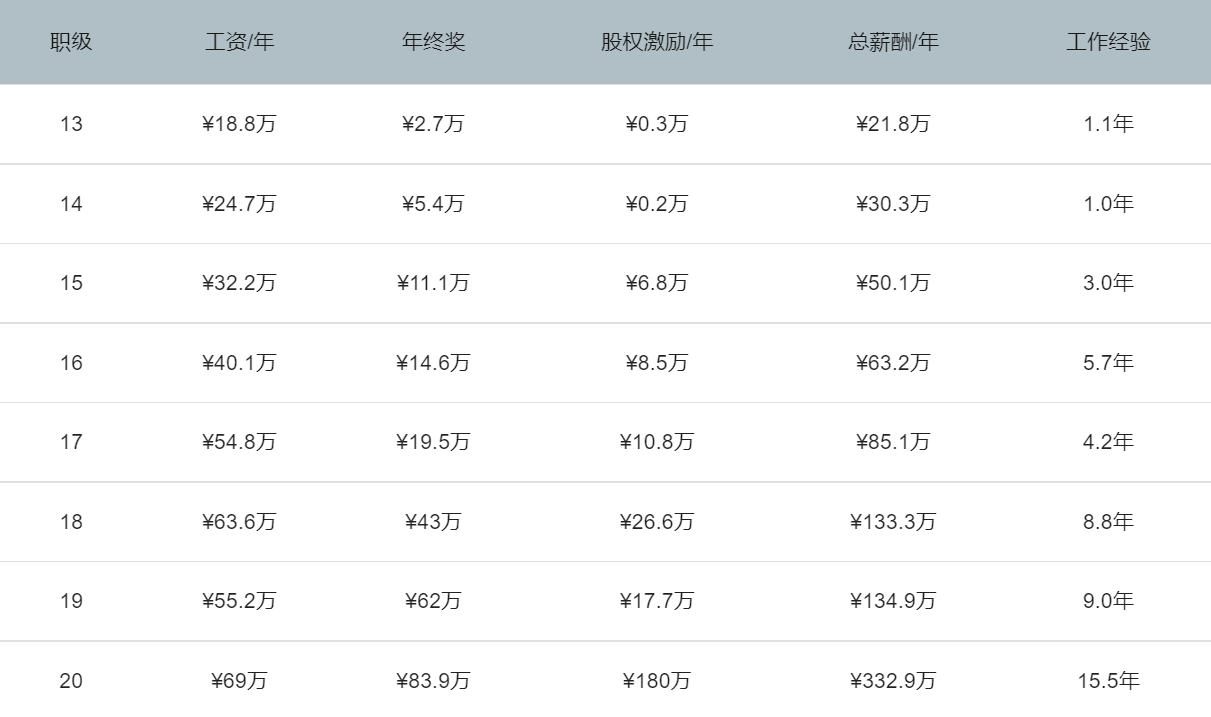 职级 工资/年 年终奖 股权激励/年 总薪酬/年 工作经验
13 ¥18.8万 ¥2.7万 ¥0.3万 ¥21.8万 1.1年
14 ¥24.7万 ¥5.4万 ¥0.2万 ¥30.3万 1.0年
15 ¥32.2万 ¥11.1万 ¥6.8万 ¥50.1万 3.0年
16 ¥40.1万 ¥14.6万 ¥8.5万 ¥63.2万 5.7年
17 ¥54.8万 ¥19.5万 ¥10.8万 ¥85.1万 4.2年
18 ¥63.6万 ¥43万 ¥26.6万 ¥133.3万 8.8年
19 ¥55.2万 ¥62万 ¥17.7万 ¥134.9万 9.0年
20 ¥69万 ¥83.9万 ¥180万 ¥332.9万 15.5年